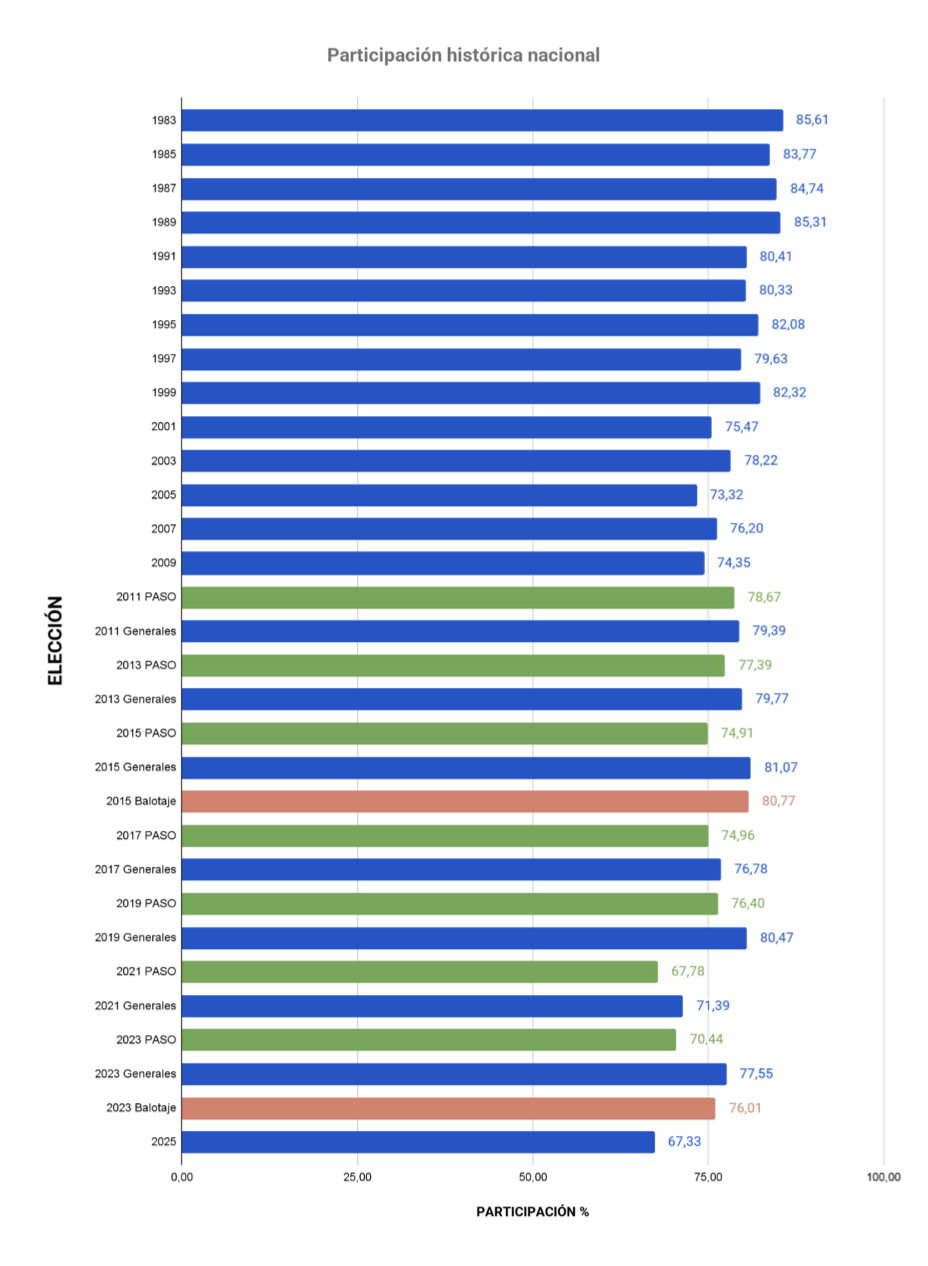 Participación histórica nacional
1983 85,61
1985 83,77
1987 84,74
1989 85,31
1991 80,41
1993 80,33
1995 82,08
1997 79,63
1999 82,32
2001 75,47
2003 78,22
2005 73,32
2007 76,20
2009 74,35
2011 PASO 78,67
2011 Generales 79,39
2013 PASO 77,39
2013 Generales 79,77
2015 PASO 74,91
2015 Generales 81,07
2015 Balotaje 80,77
2017 PASO 74,96
2017 Generales 76,78
2019 PASO 76,40
2019 Generales 80,47
2021 PASO 67,78
2021 Generales 71,39
2023 PASO 70,44
2023 Generales 77,55
2023 Balotaje 76,01
2025 67,33
ELECCIÓN
0,00 25,00 50,00 75,00 100,00
PARTICIPACIÓN %